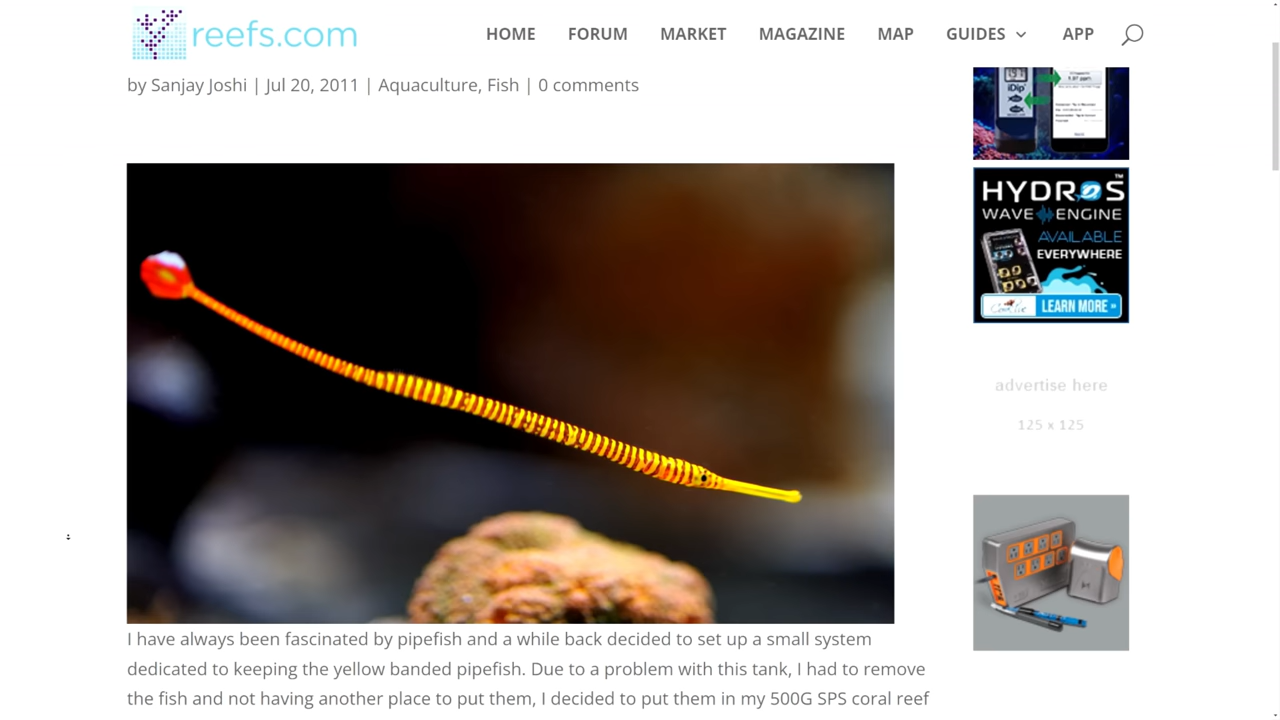 reefs.com
HOME FORUM MARKET MAGAZINE MAP GUIDES APP
by Sanjay Joshi | Jul 20, 2011 | Aquaculture, Fish | 0 comments
iDip
HYDROS™
WAVE ENGINE
AVAILABLE
EVERYWHERE
LEARN MORE »
advertise here
125 x 125
I have always been fascinated by pipefish and a while back decided to set up a small system
dedicated to keeping the yellow banded pipefish. Due to a problem with this tank, I had to remove
the fish and not having another place to put them, I decided to put them in my 500G SPS coral reef